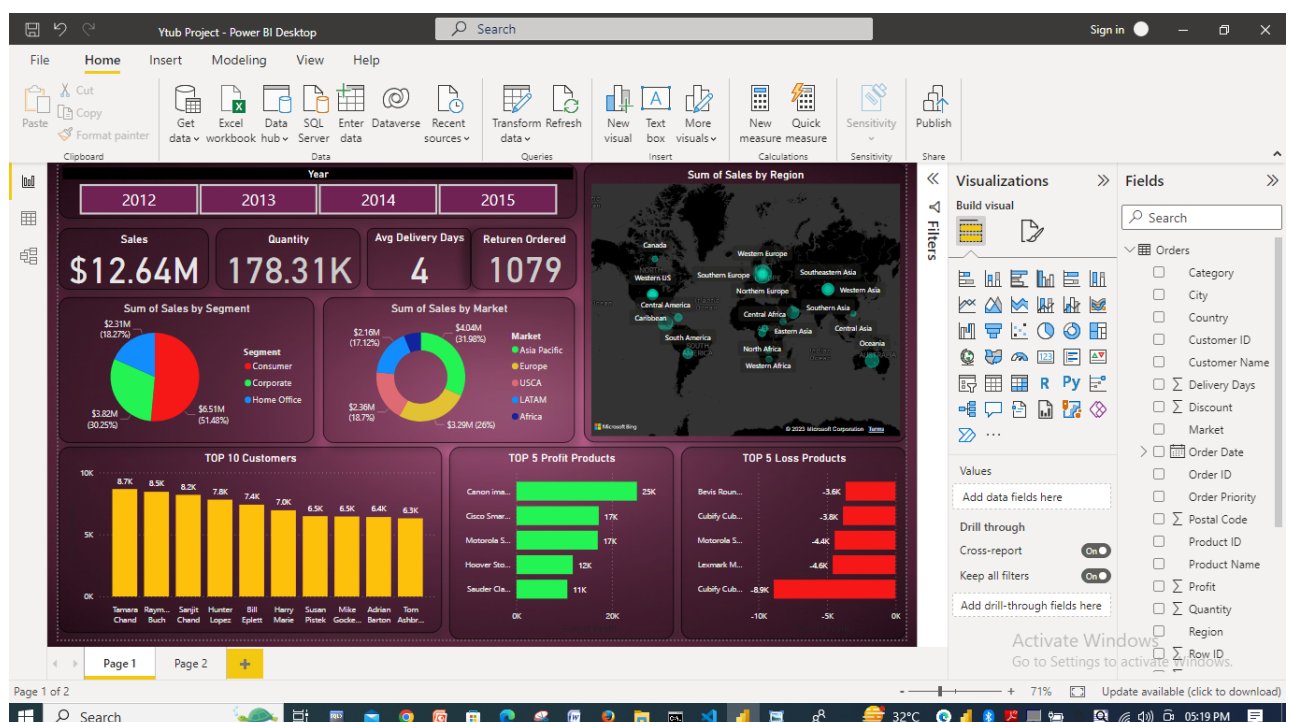 Ytub Project - Power BI Desktop
Search
Sign in
File Home Insert Modeling View Help
Paste
Cut
Copy
Format painter
Get data
Excel workbook
Data hub
SQL Server
Enter data
Dataverse
Recent sources
Transform data
Refresh
New visual
Text box
More visuals
New measure
Quick measure
Sensitivity
Publish
Clipboard Data Queries Insert Calculations Sensitivity Share
Year
2012 2013 2014 2015
Sales
$12.64M
Quantity
178.31K
Avg Delivery Days
4
Returen Ordered
1079
Sum of Sales by Segment
$2.31M
(18.27%)
$3.82M
(30.25%)
$6.51M
(51.48%)
Segment
Consumer
Corporate
Home Office
Sum of Sales by Market
$2.16M
(17.12%)
$4.04M
(31.98%)
$2.36M
(18.7%)
$3.29M (26%)
Market
Asia Pacific
Europe
USCA
LATAM
Africa
Sum of Sales by Region
Canada
Western Europe
Western US
Southern Europe
Southeastern Asia
Northern Europe
Western Asia
Central America
Southern Asia
Caribbean
Central Africa
Eastern Asia
Central Asia
South America
Oceania
North Africa
Western Africa
Microsoft Bing
© 2023 Microsoft Corporation Terms
TOP 10 Customers
10K
5K
0K
8.7K 8.5K 8.2K 7.8K 7.4K 7.0K 6.5K 6.5K 6.4K 6.3K
Tamara Chand
Raym... Buch
Sanjit Chand
Hunter Lopez
Bill Eplett
Harry Marie
Susan Pistek
Mike Gocke...
Adrian Barton
Tom Ashbr...
TOP 5 Profit Products
Canon ima... 25K
Cisco Smar... 17K
Motorola S... 17K
Hoover Sto... 12K
Sauder Cla... 11K
0K 20K
TOP 5 Loss Products
Bevis Roun... -3.6K
Cubify Cub... -3.8K
Motorola S... -4.4K
Lexmark M... -4.6K
Cubify Cub... -8.9K
-10K -5K 0K
Filters
Visualizations
Build visual
123
R Py
...
Values
Add data fields here
Drill through
Cross-report On
Keep all filters On
Add drill-through fields here
Fields
Search
Orders
Category
City
Country
Customer ID
Customer Name
Delivery Days
Discount
Market
Order Date
Order ID
Order Priority
Postal Code
Product ID
Product Name
Profit
Quantity
Region
Row ID
Activate Windows
Go to Settings to activate Windows.
Page 1 Page 2
Page 1 of 2
71%
Update available (click to download)
Search
32°C
05:19 PM